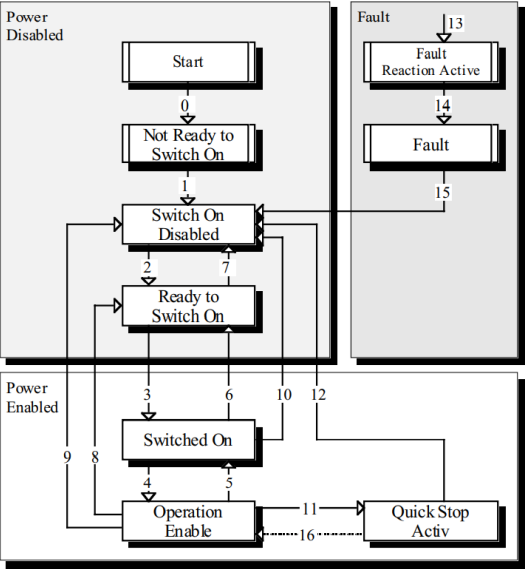 Power
Disabled
Start
0
Not Ready to
Switch On
1
Switch On
Disabled
2
7
Ready to
Switch On
Fault
13
Fault
Reaction Active
14
Fault
15
Power
Enabled
3
6
10
12
Switched On
9
8
4
5
Operation
Enable
11
16
Quick Stop
Activ